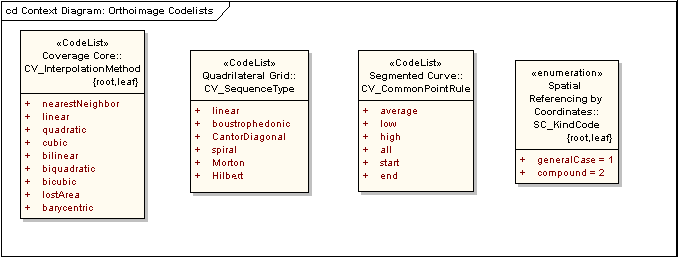 cd Context Diagram: Orthoimage Codelists
«CodeList»
Coverage Core::
CV_InterpolationMethod
{root,leaf}
+ nearestNeighbor
+ linear
+ quadratic
+ cubic
+ bilinear
+ biquadratic
+ bicubic
+ lostArea
+ barycentric
«CodeList»
Quadrilateral Grid::
CV_SequenceType
+ linear
+ boustrophedonic
+ CantorDiagonal
+ spiral
+ Morton
+ Hilbert
«CodeList»
Segmented Curve::
CV_CommonPointRule
+ average
+ low
+ high
+ all
+ start
+ end
«enumeration»
Spatial
Referencing by
Coordinates::
SC_KindCode
{root,leaf}
+ generalCase = 1
+ compound = 2